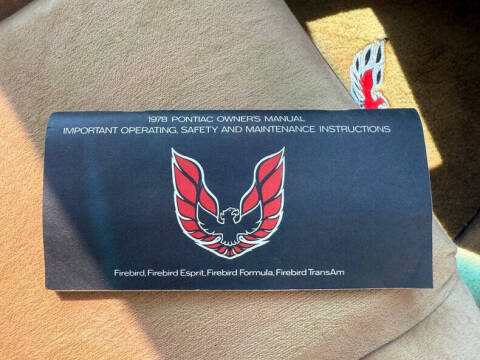 1978 PONTIAC OWNER'S MANUAL
IMPORTANT OPERATING, SAFETY AND MAINTENANCE INSTRUCTIONS
Firebird, Firebird Esprit, Firebird Formula, Firebird TransAm